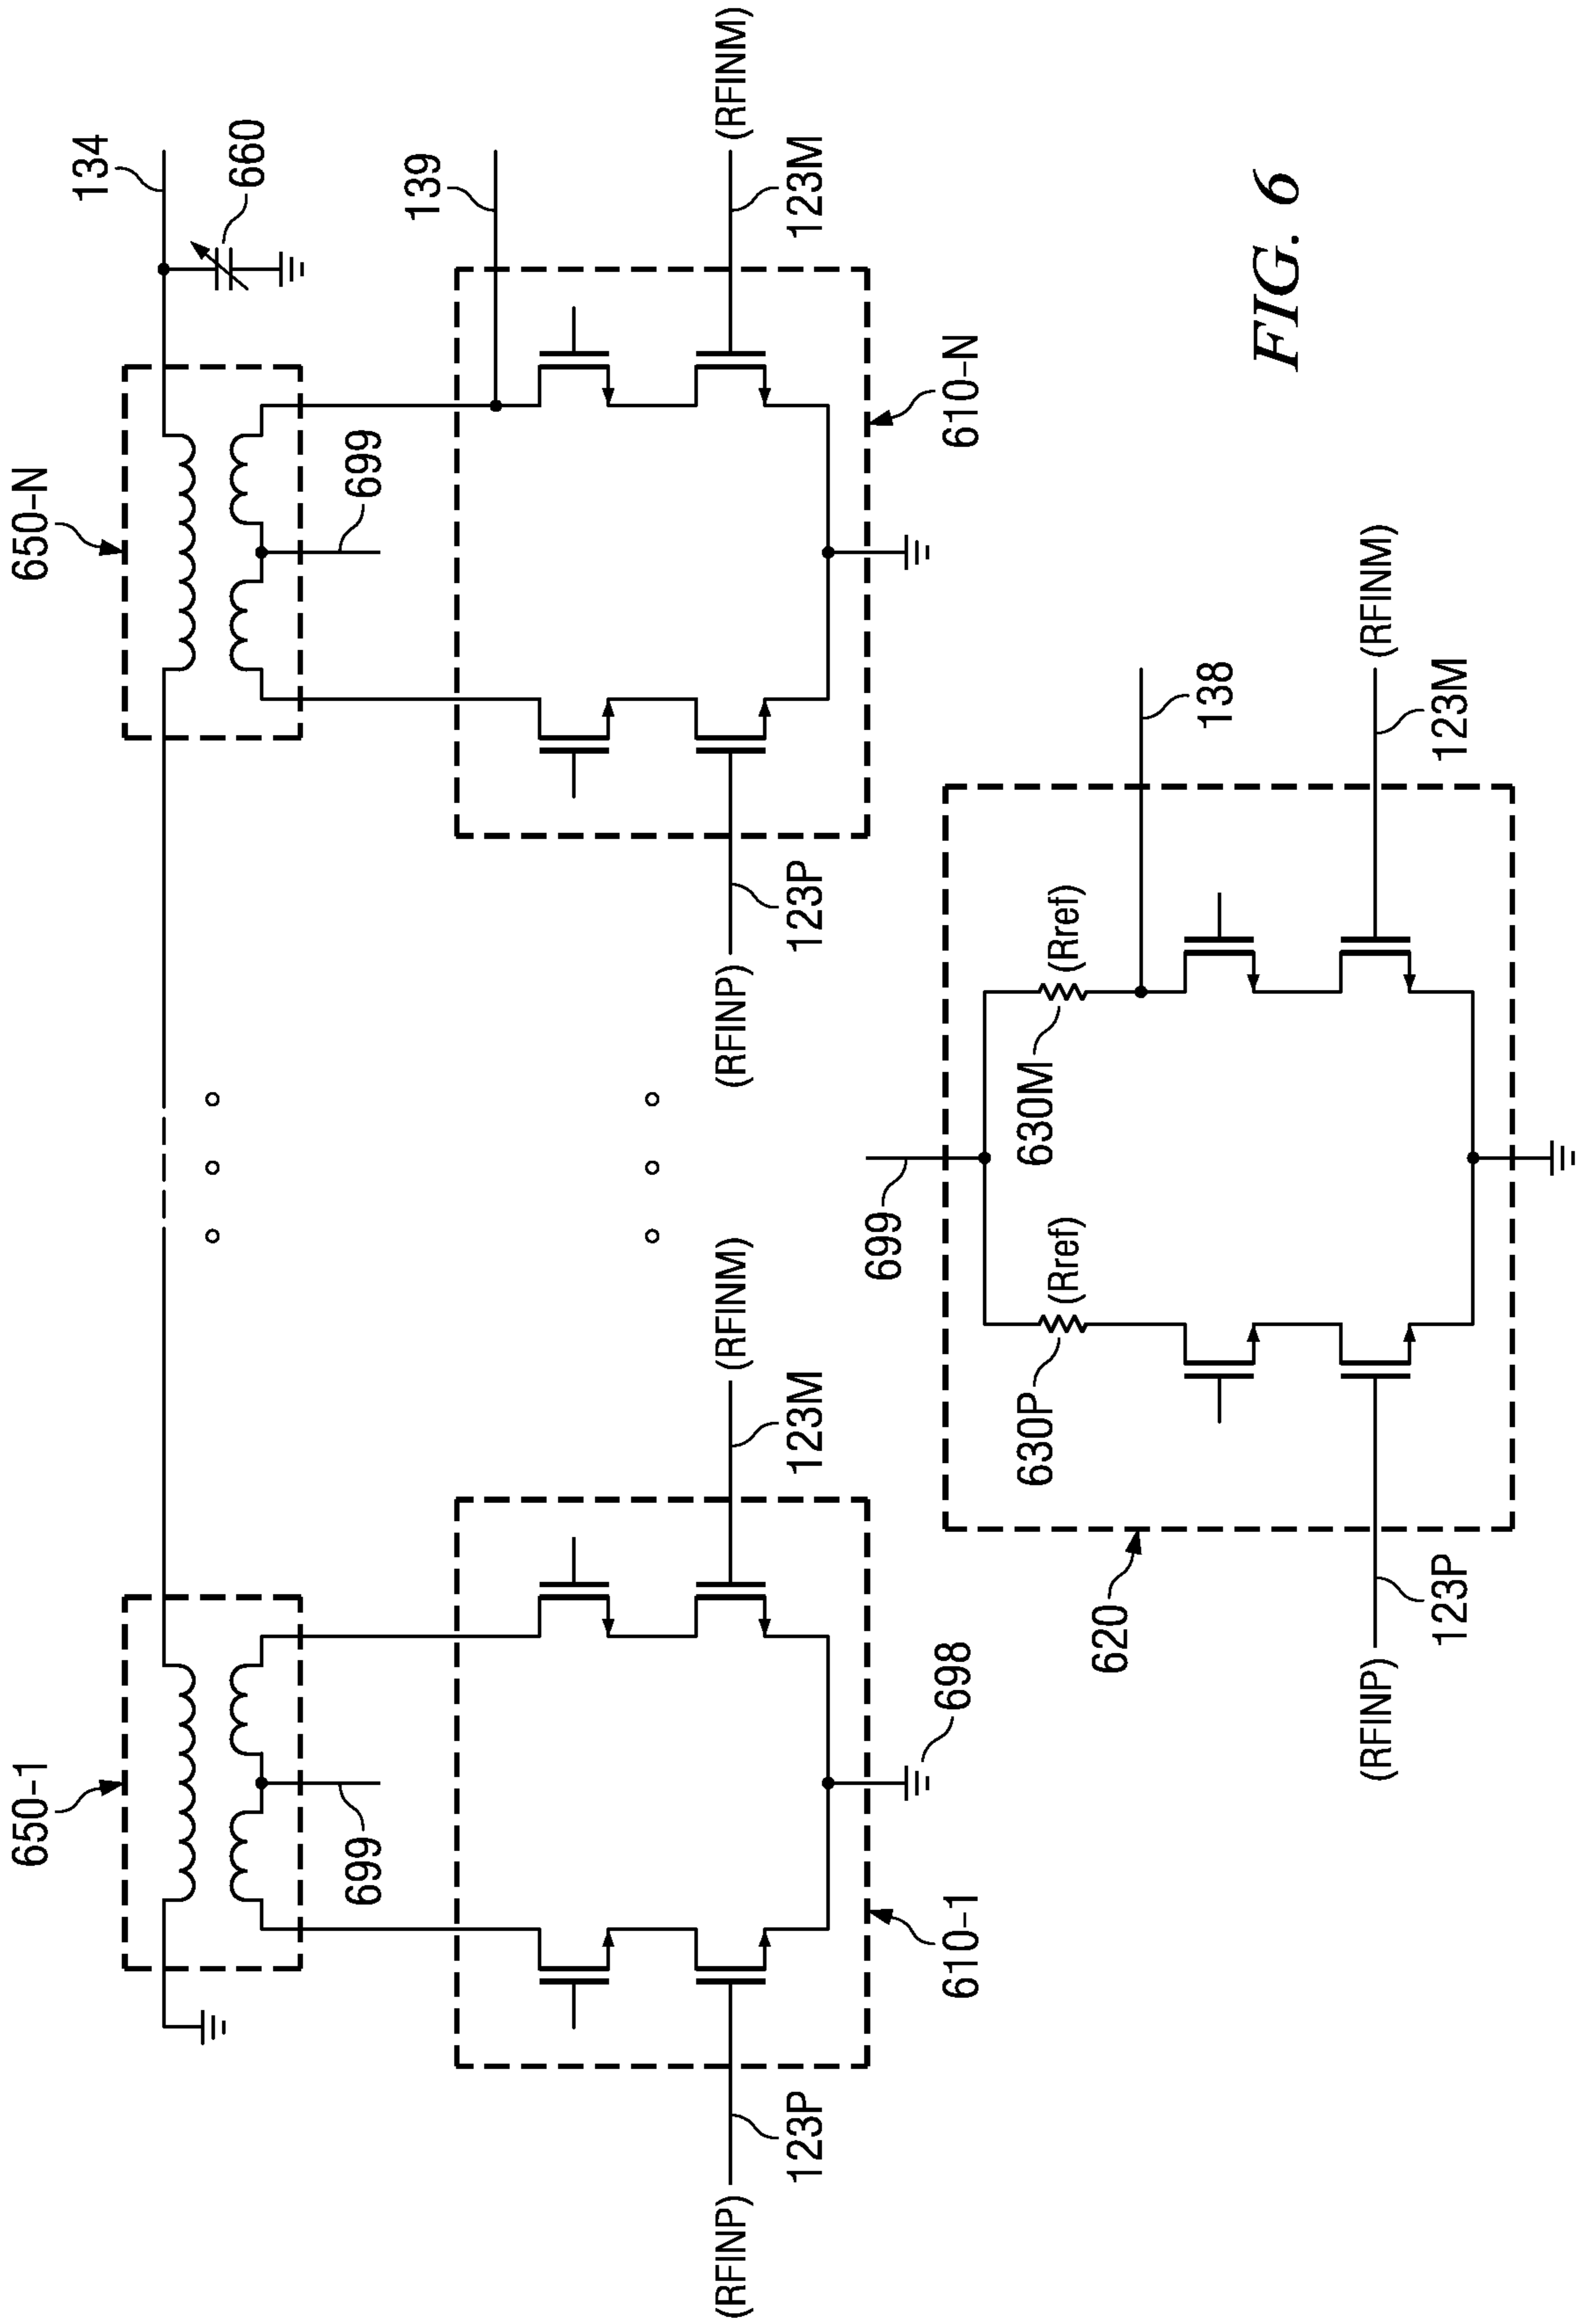 650-1
650-N
134
660
699
699
139
(RFINP)
123P
123M
(RFINM)
(RFINP)
123P
123M
(RFINM)
610-1
698
610-N
699
620
630P
(Rref)
630M
(Rref)
138
(RFINP)
123P
123M
(RFINM)
FIG. 6